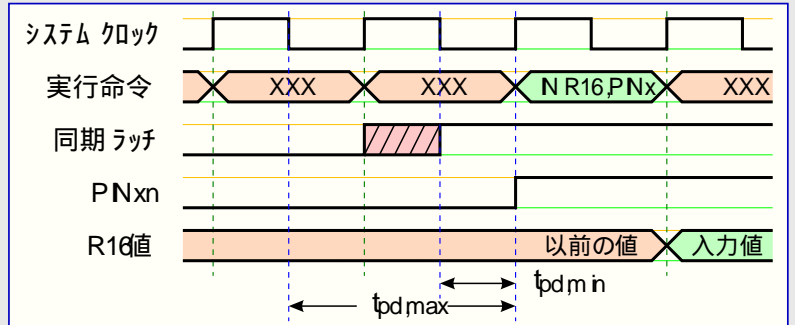 システム クロック
実行命令 XXX XXX IN R16,PINx XXX
同期 ラッチ
PINxn
R16値 以前の値 入力値
tpd,min
tpd,max